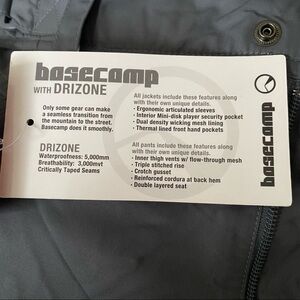 basecamp
WITH DRIZONE
Only some gear can make
a seamless transition from
the mountain to the street.
Basecamp does it smoothly.
DRIZONE
Waterproofness: 5,000mm
Breathability: 3,000mvt
Critically Taped Seams
All jackets include these features along
with their own unique details.
• Ergonomic articulated sleeves
• Interior Mini-disk player security pocket
• Dual density wicking mesh lining
• Thermal lined front hand pockets
All pants include these features along
with their own unique details.
• Inner thigh vents w/ flow-through mesh
• Triple stitched rise
• Crotch gusset
• Reinforced cordura at back hem
• Double layered seat
basecamp